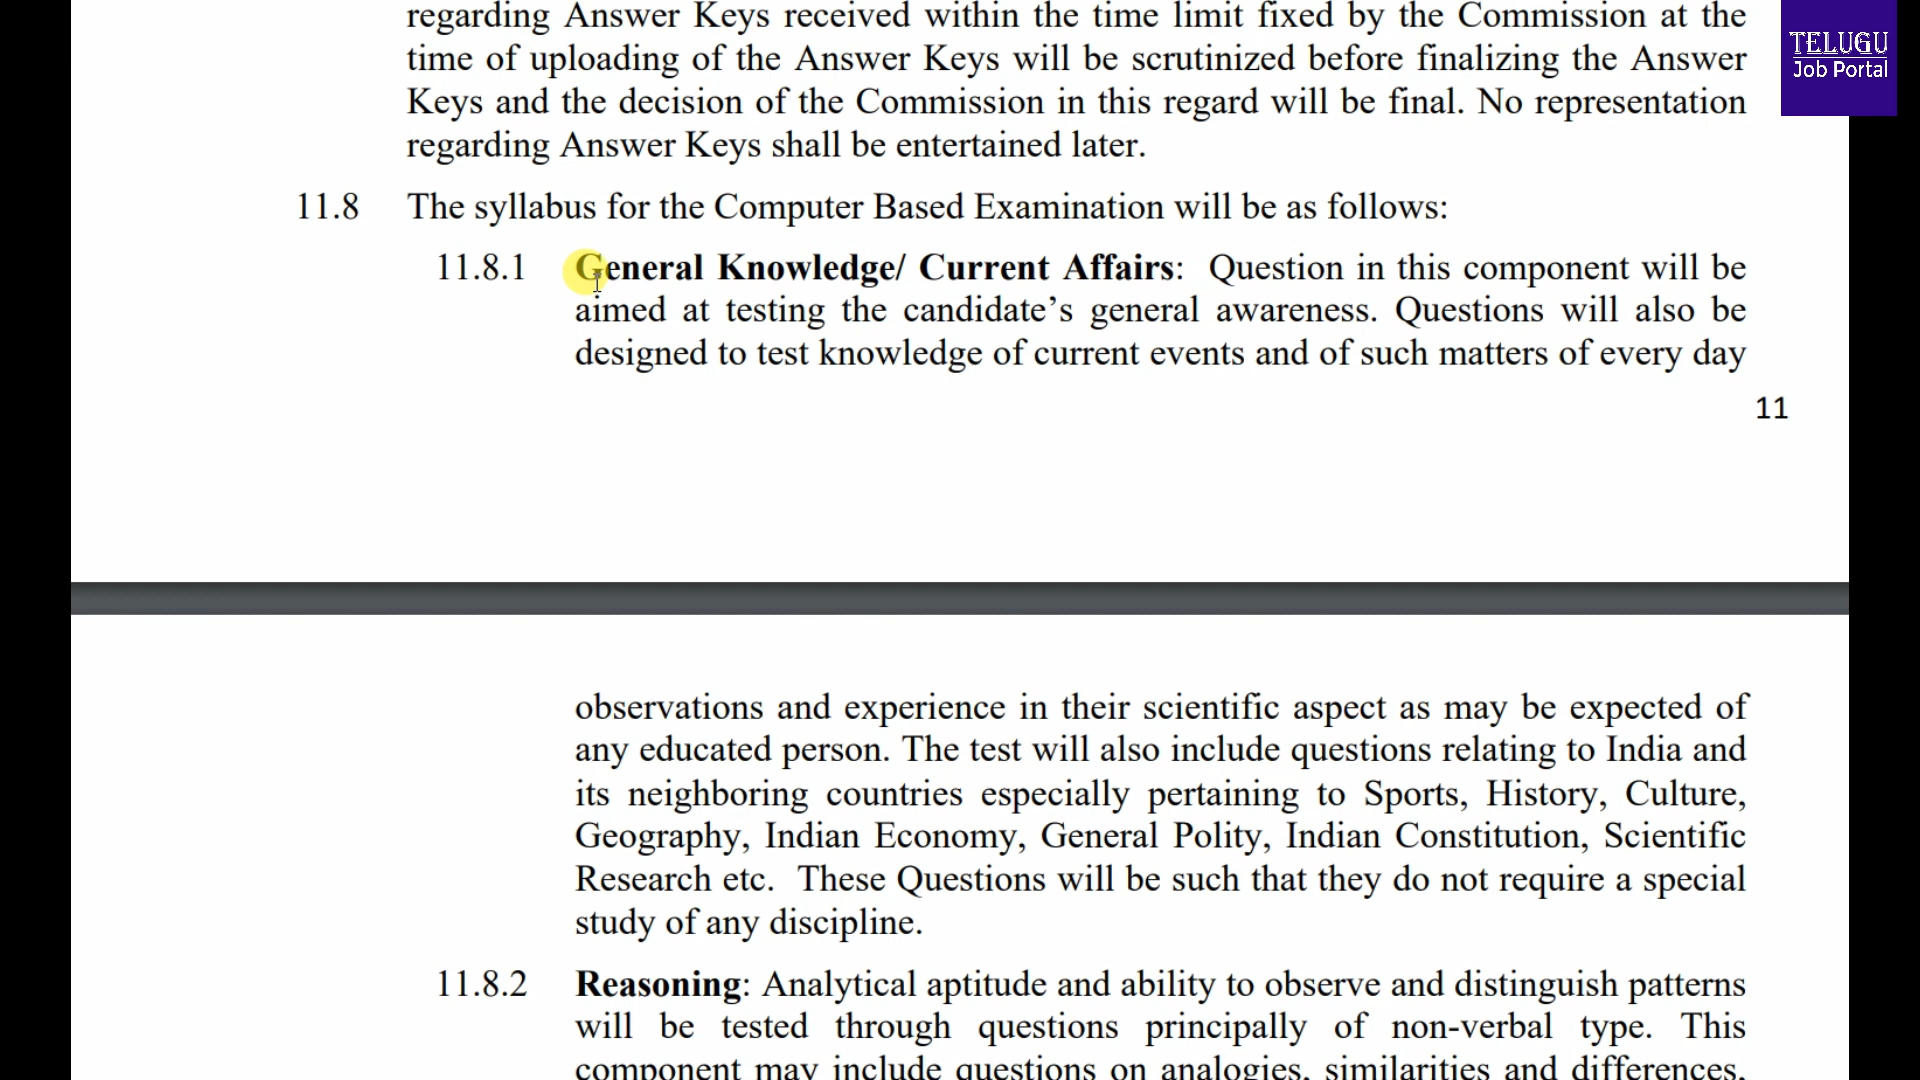 regarding Answer Keys received within the time limit fixed by the Commission at the
time of uploading of the Answer Keys will be scrutinized before finalizing the Answer
Keys and the decision of the Commission in this regard will be final. No representation
regarding Answer Keys shall be entertained later.
TELUGU
Job Portal
11.8 The syllabus for the Computer Based Examination will be as follows:
11.8.1 General Knowledge/ Current Affairs: Question in this component will be
aimed at testing the candidate’s general awareness. Questions will also be
designed to test knowledge of current events and of such matters of every day
11
observations and experience in their scientific aspect as may be expected of
any educated person. The test will also include questions relating to India and
its neighboring countries especially pertaining to Sports, History, Culture,
Geography, Indian Economy, General Polity, Indian Constitution, Scientific
Research etc. These Questions will be such that they do not require a special
study of any discipline.
11.8.2 Reasoning: Analytical aptitude and ability to observe and distinguish patterns
will be tested through questions principally of non-verbal type. This
component may include questions on analogies, similarities and differences,